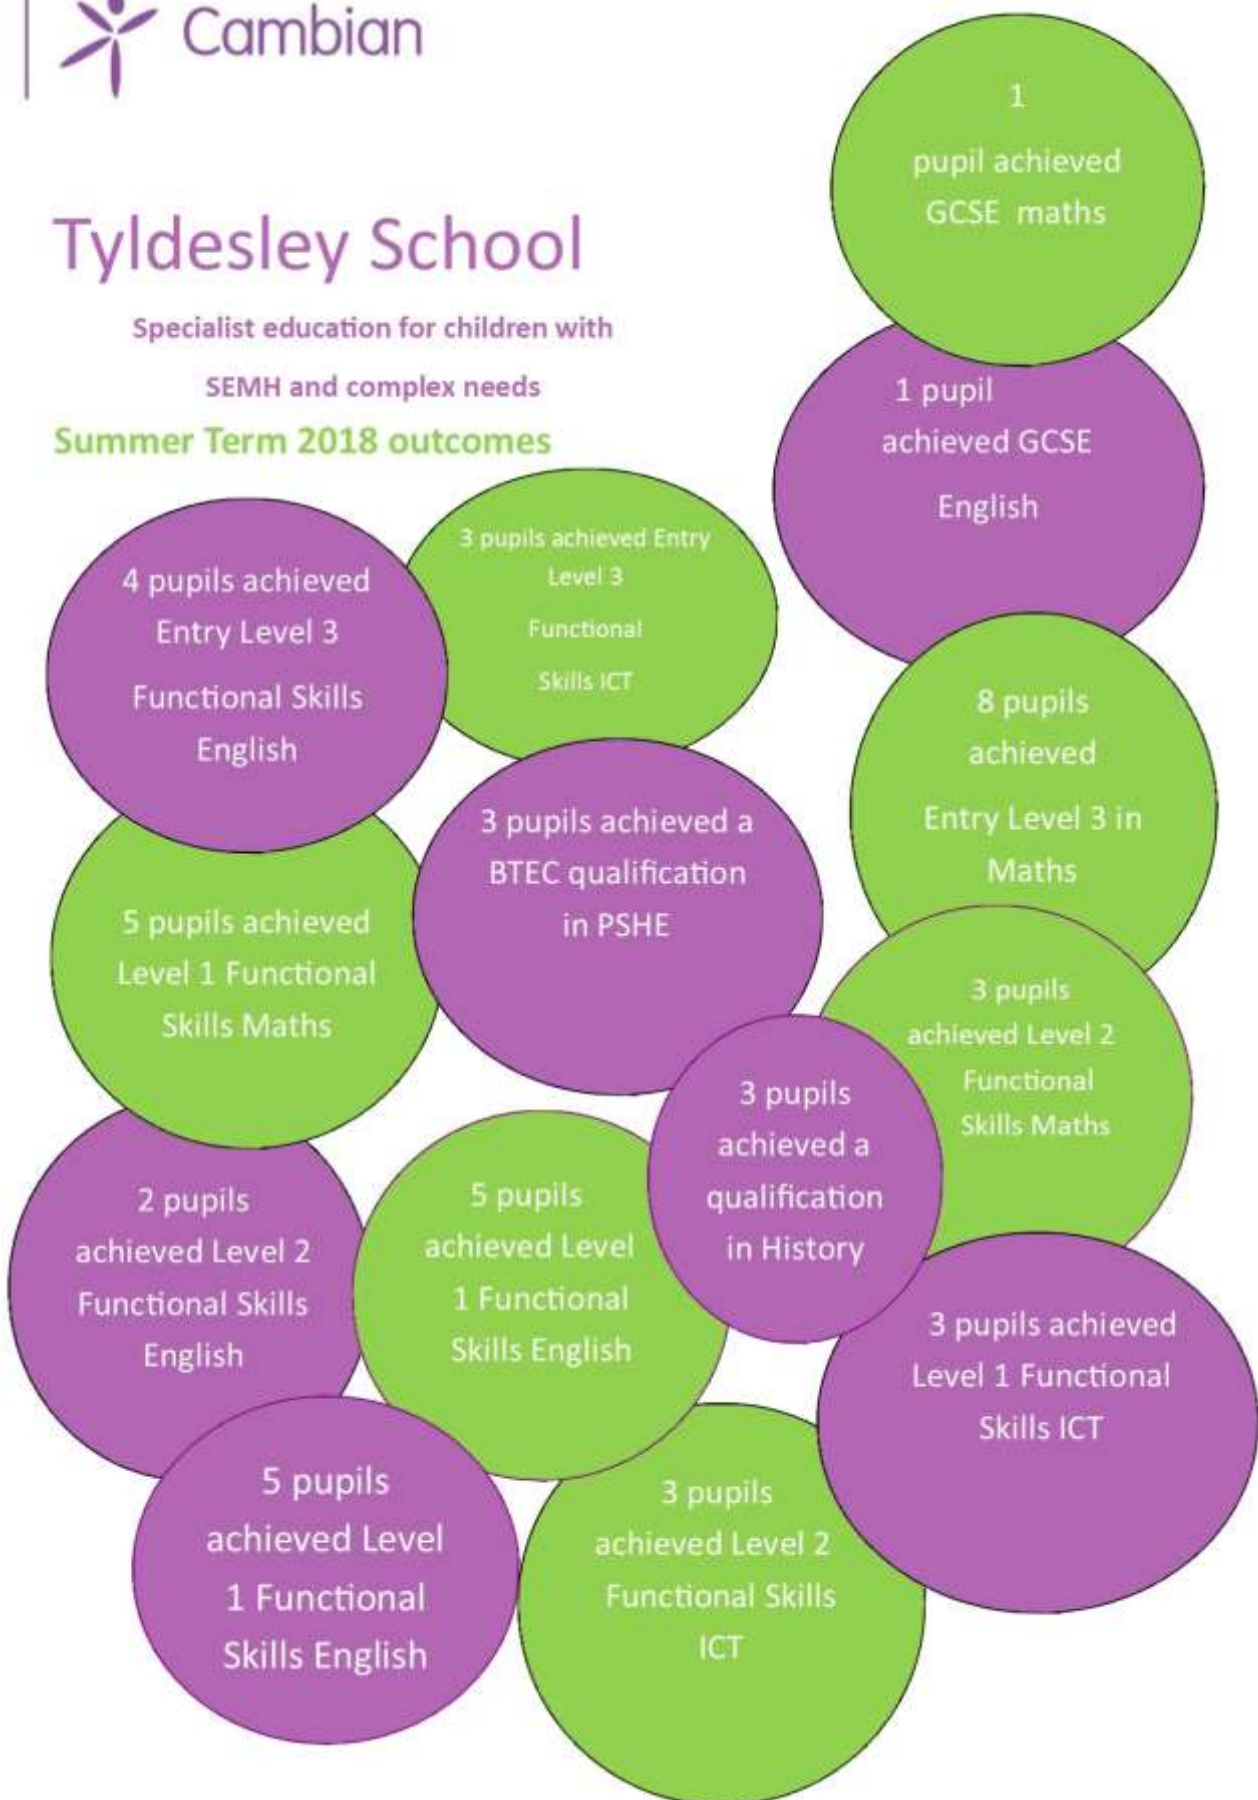 Cambian
Tyldesley School
Specialist education for children with
SEMH and complex needs
Summer Term 2018 outcomes
1
pupil achieved
GCSE maths
1 pupil
achieved GCSE
English
4 pupils achieved
Entry Level 3
Functional Skills
English
3 pupils achieved Entry
Level 3
Functional
Skills ICT
8 pupils
achieved
Entry Level 3 in
Maths
5 pupils achieved
Level 1 Functional
Skills Maths
3 pupils achieved a
BTEC qualification
in PSHE
3 pupils
achieved Level 2
Functional
Skills Maths
3 pupils
achieved a
qualification
in History
2 pupils
achieved Level 2
Functional Skills
English
5 pupils
achieved Level
1 Functional
Skills English
3 pupils achieved
Level 1 Functional
Skills ICT
5 pupils
achieved Level
1 Functional
Skills English
3 pupils
achieved Level 2
Functional Skills
ICT